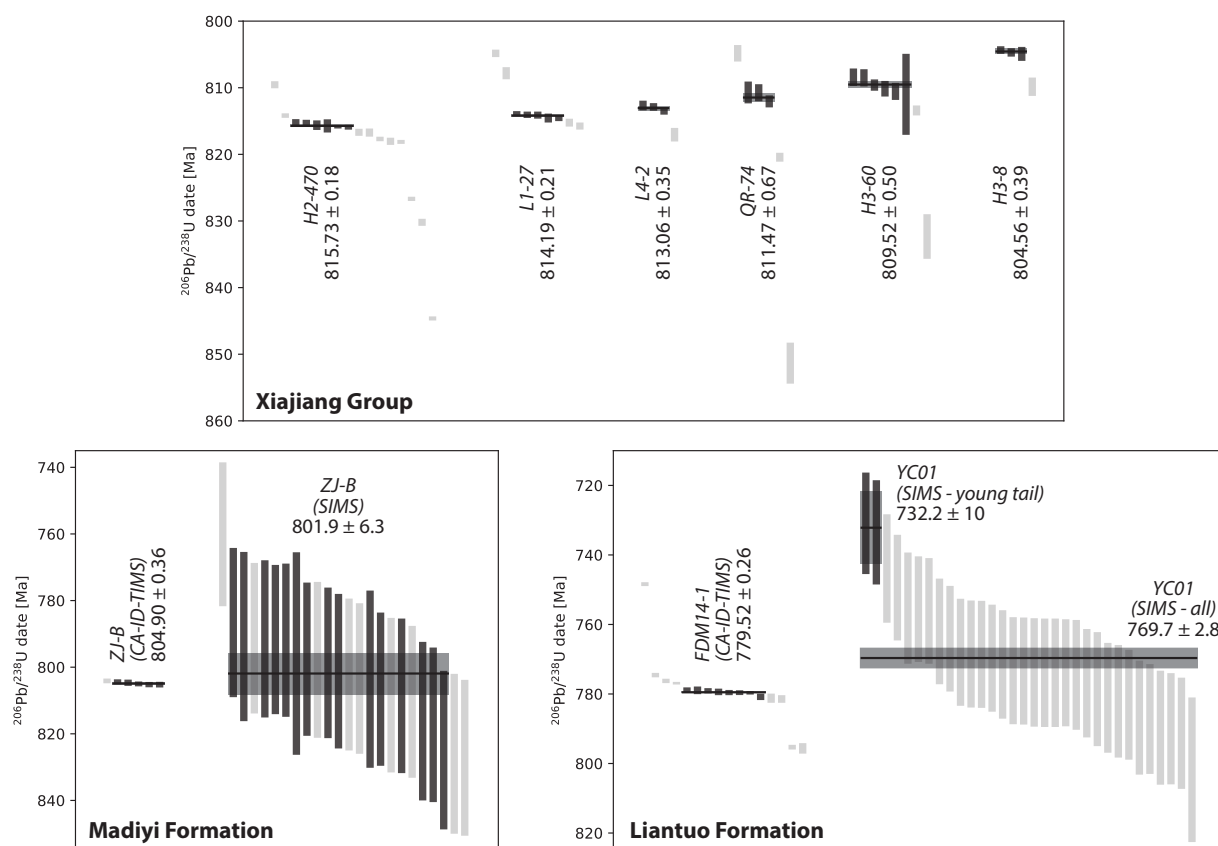 800
810
820
830
840
850
860
206Pb/238U date [Ma]
H2-470
815.73 ± 0.18
L1-27
814.19 ± 0.21
L4-2
813.06 ± 0.35
QR-74
811.47 ± 0.67
H3-60
809.52 ± 0.50
H3-8
804.56 ± 0.39
Xiajiang Group
740
760
780
800
820
840
206Pb/238U date [Ma]
ZJ-B
(CA-ID-TIMS)
804.90 ± 0.36
ZJ-B
(SIMS)
801.9 ± 6.3
Madiyi Formation
720
740
760
780
800
820
206Pb/238U date [Ma]
FDM14-1
(CA-ID-TIMS)
779.52 ± 0.26
YC01
(SIMS - young tail)
732.2 ± 10
YC01
(SIMS - all)
769.7 ± 2.8
Liantuo Formation